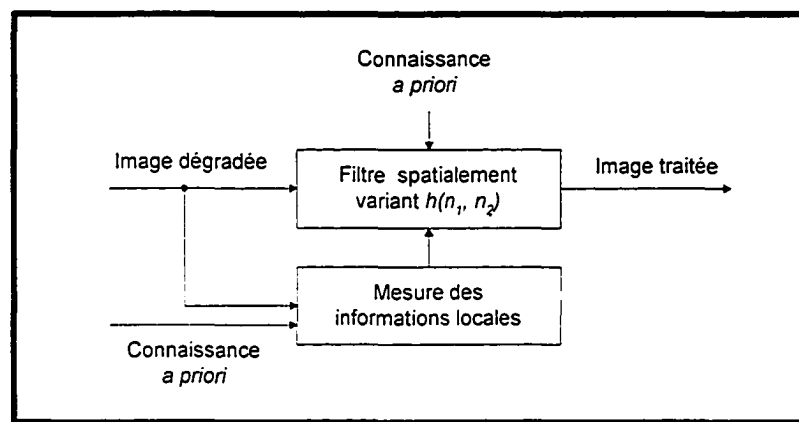 Connaissance
a priori
Image dégradée
Filtre spatialement
variant h(n₁, n₂)
Image traitée
Mesure des
informations locales
Connaissance
a priori